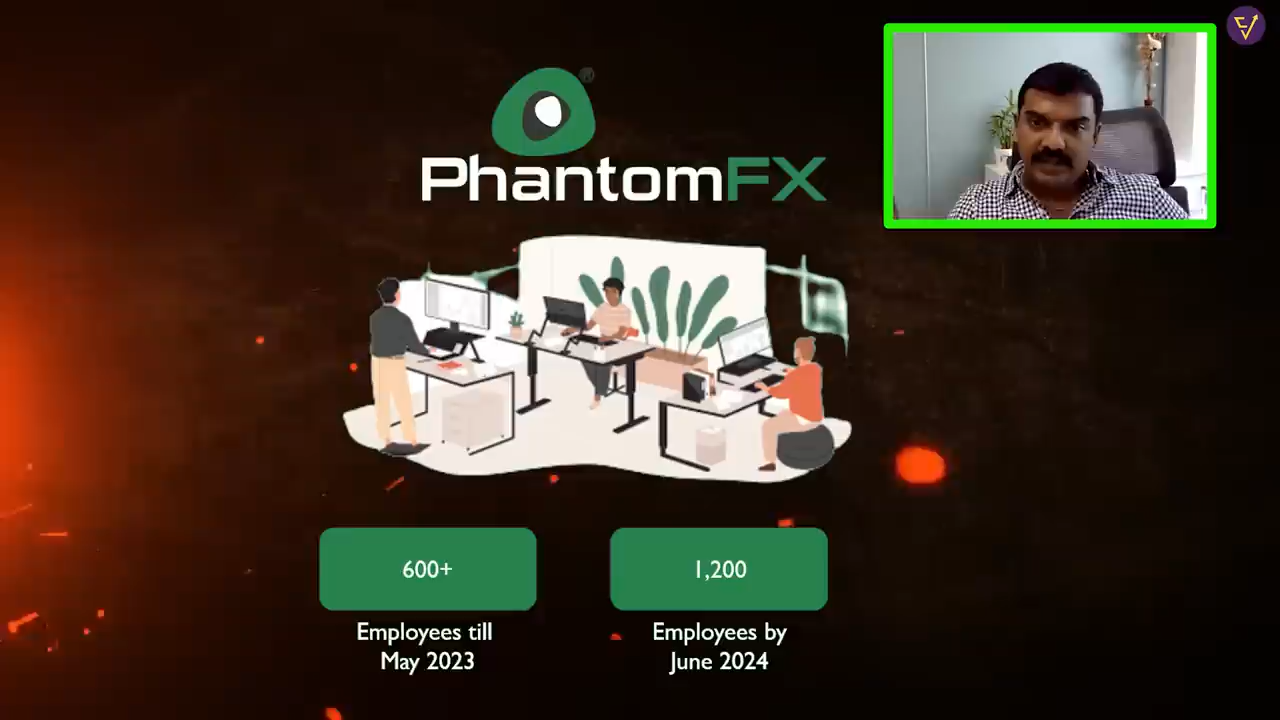 ®
PhantomFX
600+
1,200
Employees till
May 2023
Employees by
June 2024